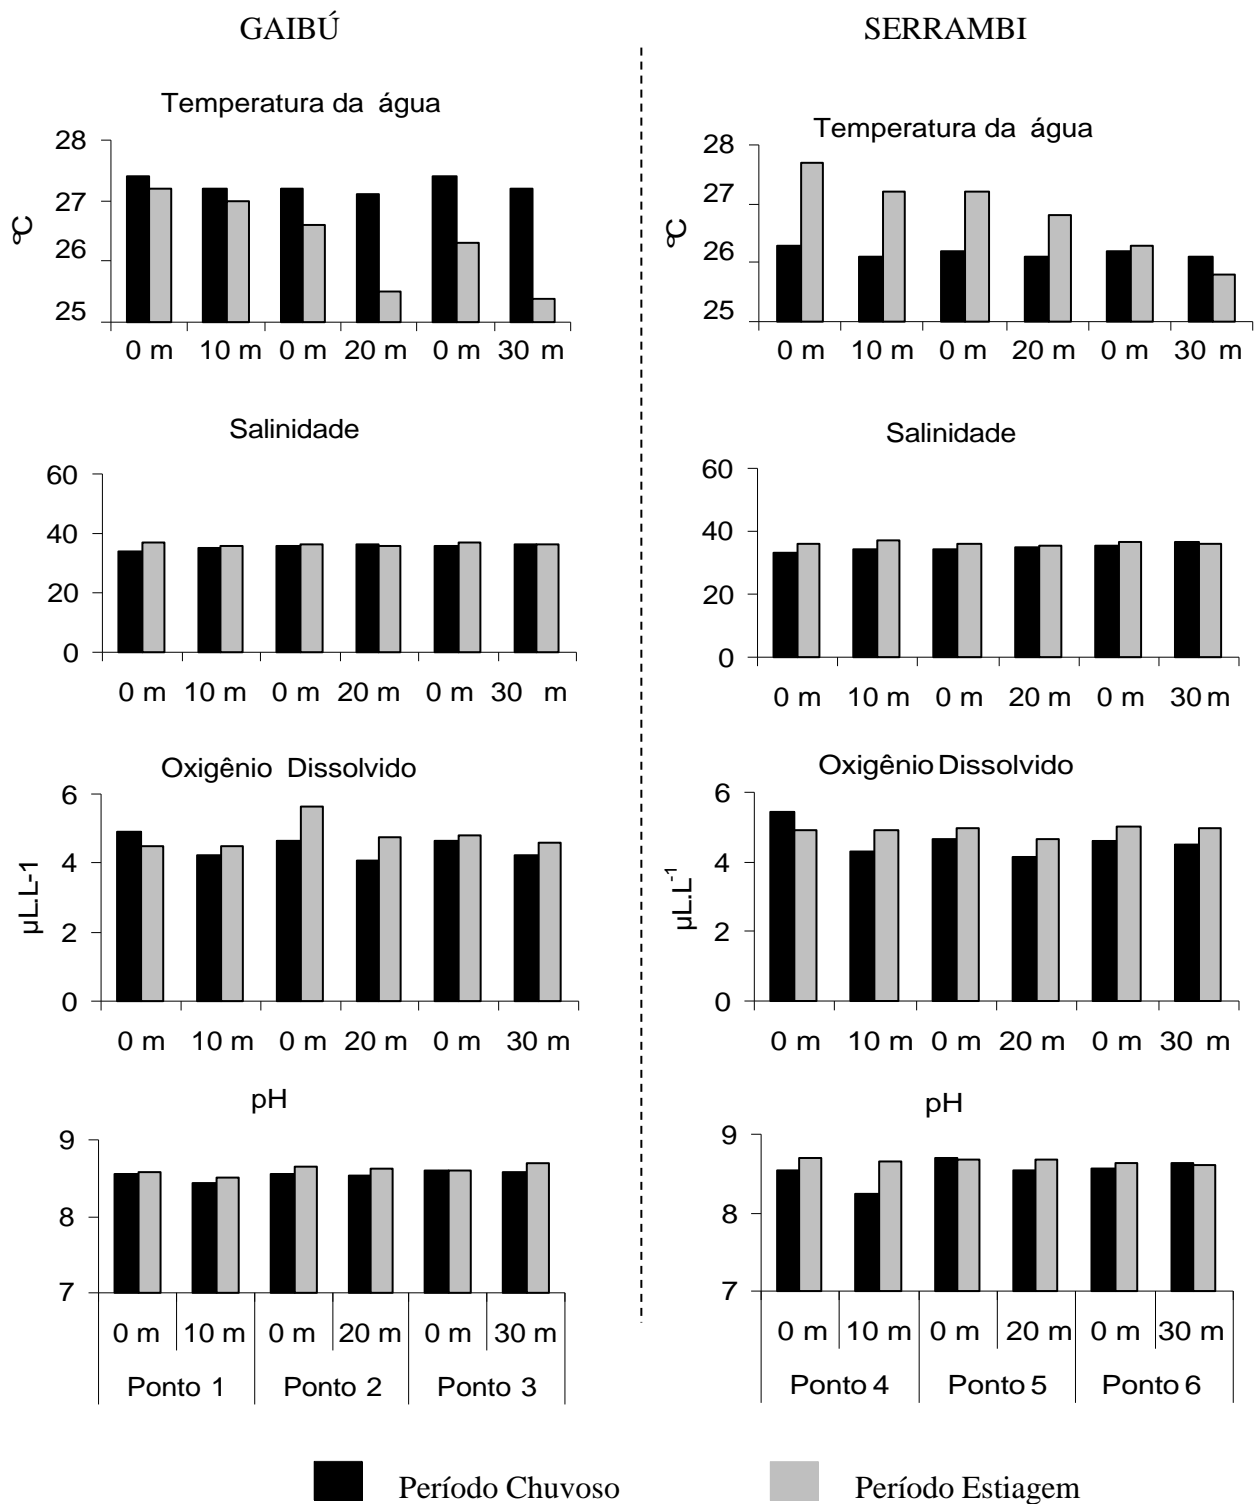 GAIBÚ
SERRAMBI
Temperatura da água
28
27
26
25
°C
0 m 10 m 0 m 20 m 0 m 30 m
Temperatura da água
28
27
26
25
°C
0 m 10 m 0 m 20 m 0 m 30 m
Salinidade
60
40
20
0
0 m 10 m 0 m 20 m 0 m 30 m
Salinidade
60
40
20
0
0 m 10 m 0 m 20 m 0 m 30 m
Oxigênio Dissolvido
6
4
2
0
µL.L-1
0 m 10 m 0 m 20 m 0 m 30 m
Oxigênio Dissolvido
6
4
2
0
µL.L-1
0 m 10 m 0 m 20 m 0 m 30 m
pH
9
8
7
0 m 10 m 0 m 20 m 0 m 30 m
Ponto 1 Ponto 2 Ponto 3
pH
9
8
7
0 m 10 m 0 m 20 m 0 m 30 m
Ponto 4 Ponto 5 Ponto 6
Período Chuvoso
Período Estiagem